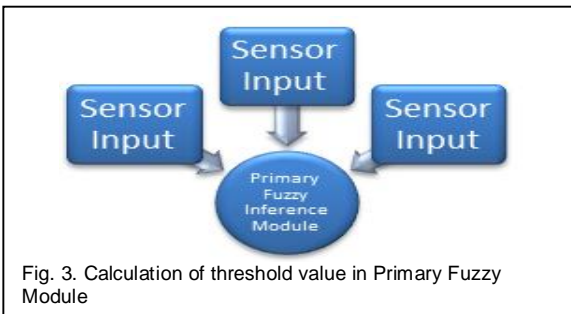 Sensor
Input
Sensor
Input
Sensor
Input
Primary
Fuzzy
Inference
Module
Fig. 3. Calculation of threshold value in Primary Fuzzy
Module